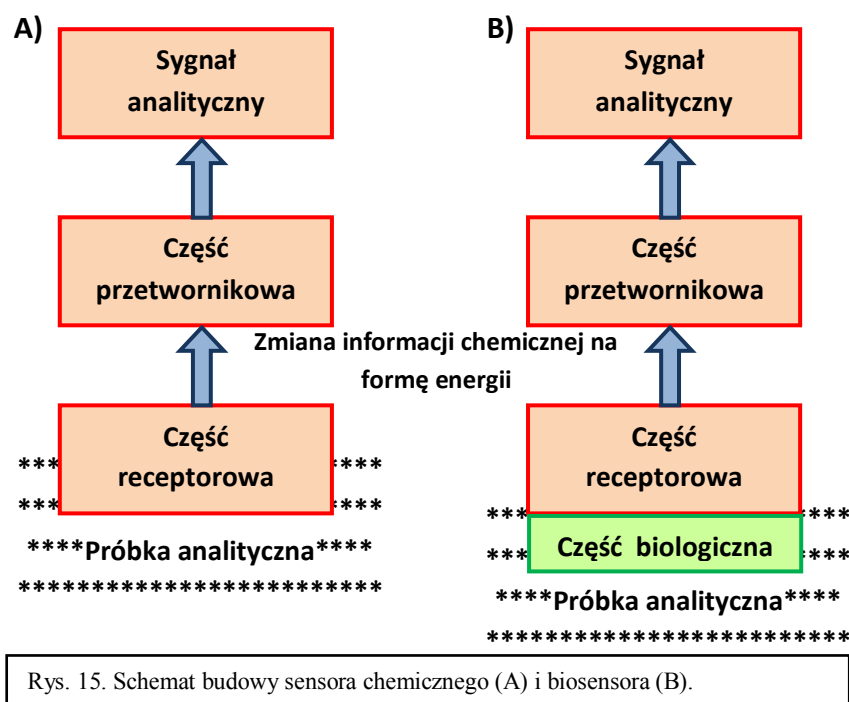 A)
Sygnał
analityczny
Część
przetwornikowa
Część
receptorowa
*** ****
*** ****
****Próbka analityczna****
*************************
Zmiana informacji chemicznej na
formę energii
B)
Sygnał
analityczny
Część
przetwornikowa
Część
receptorowa
*** ****
Część biologiczna
*** ****
****Próbka analityczna****
*************************
Rys. 15. Schemat budowy sensora chemicznego (A) i biosensora (B).